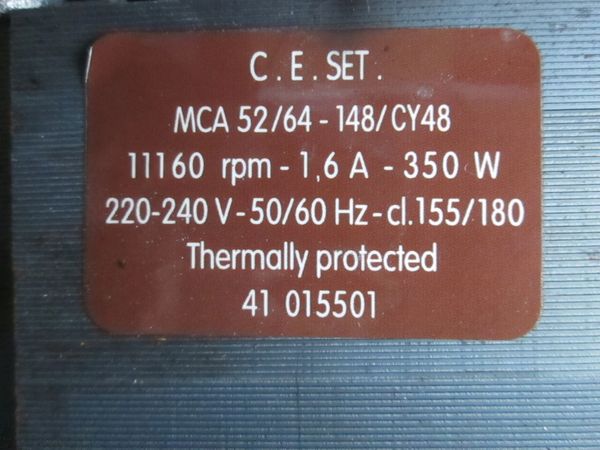 C.E.SET.
MCA 52/64 - 148/CY48
11160 rpm - 1,6 A - 350 W
220-240 V - 50/60 Hz - cl.155/180
Thermally protected
41 015501